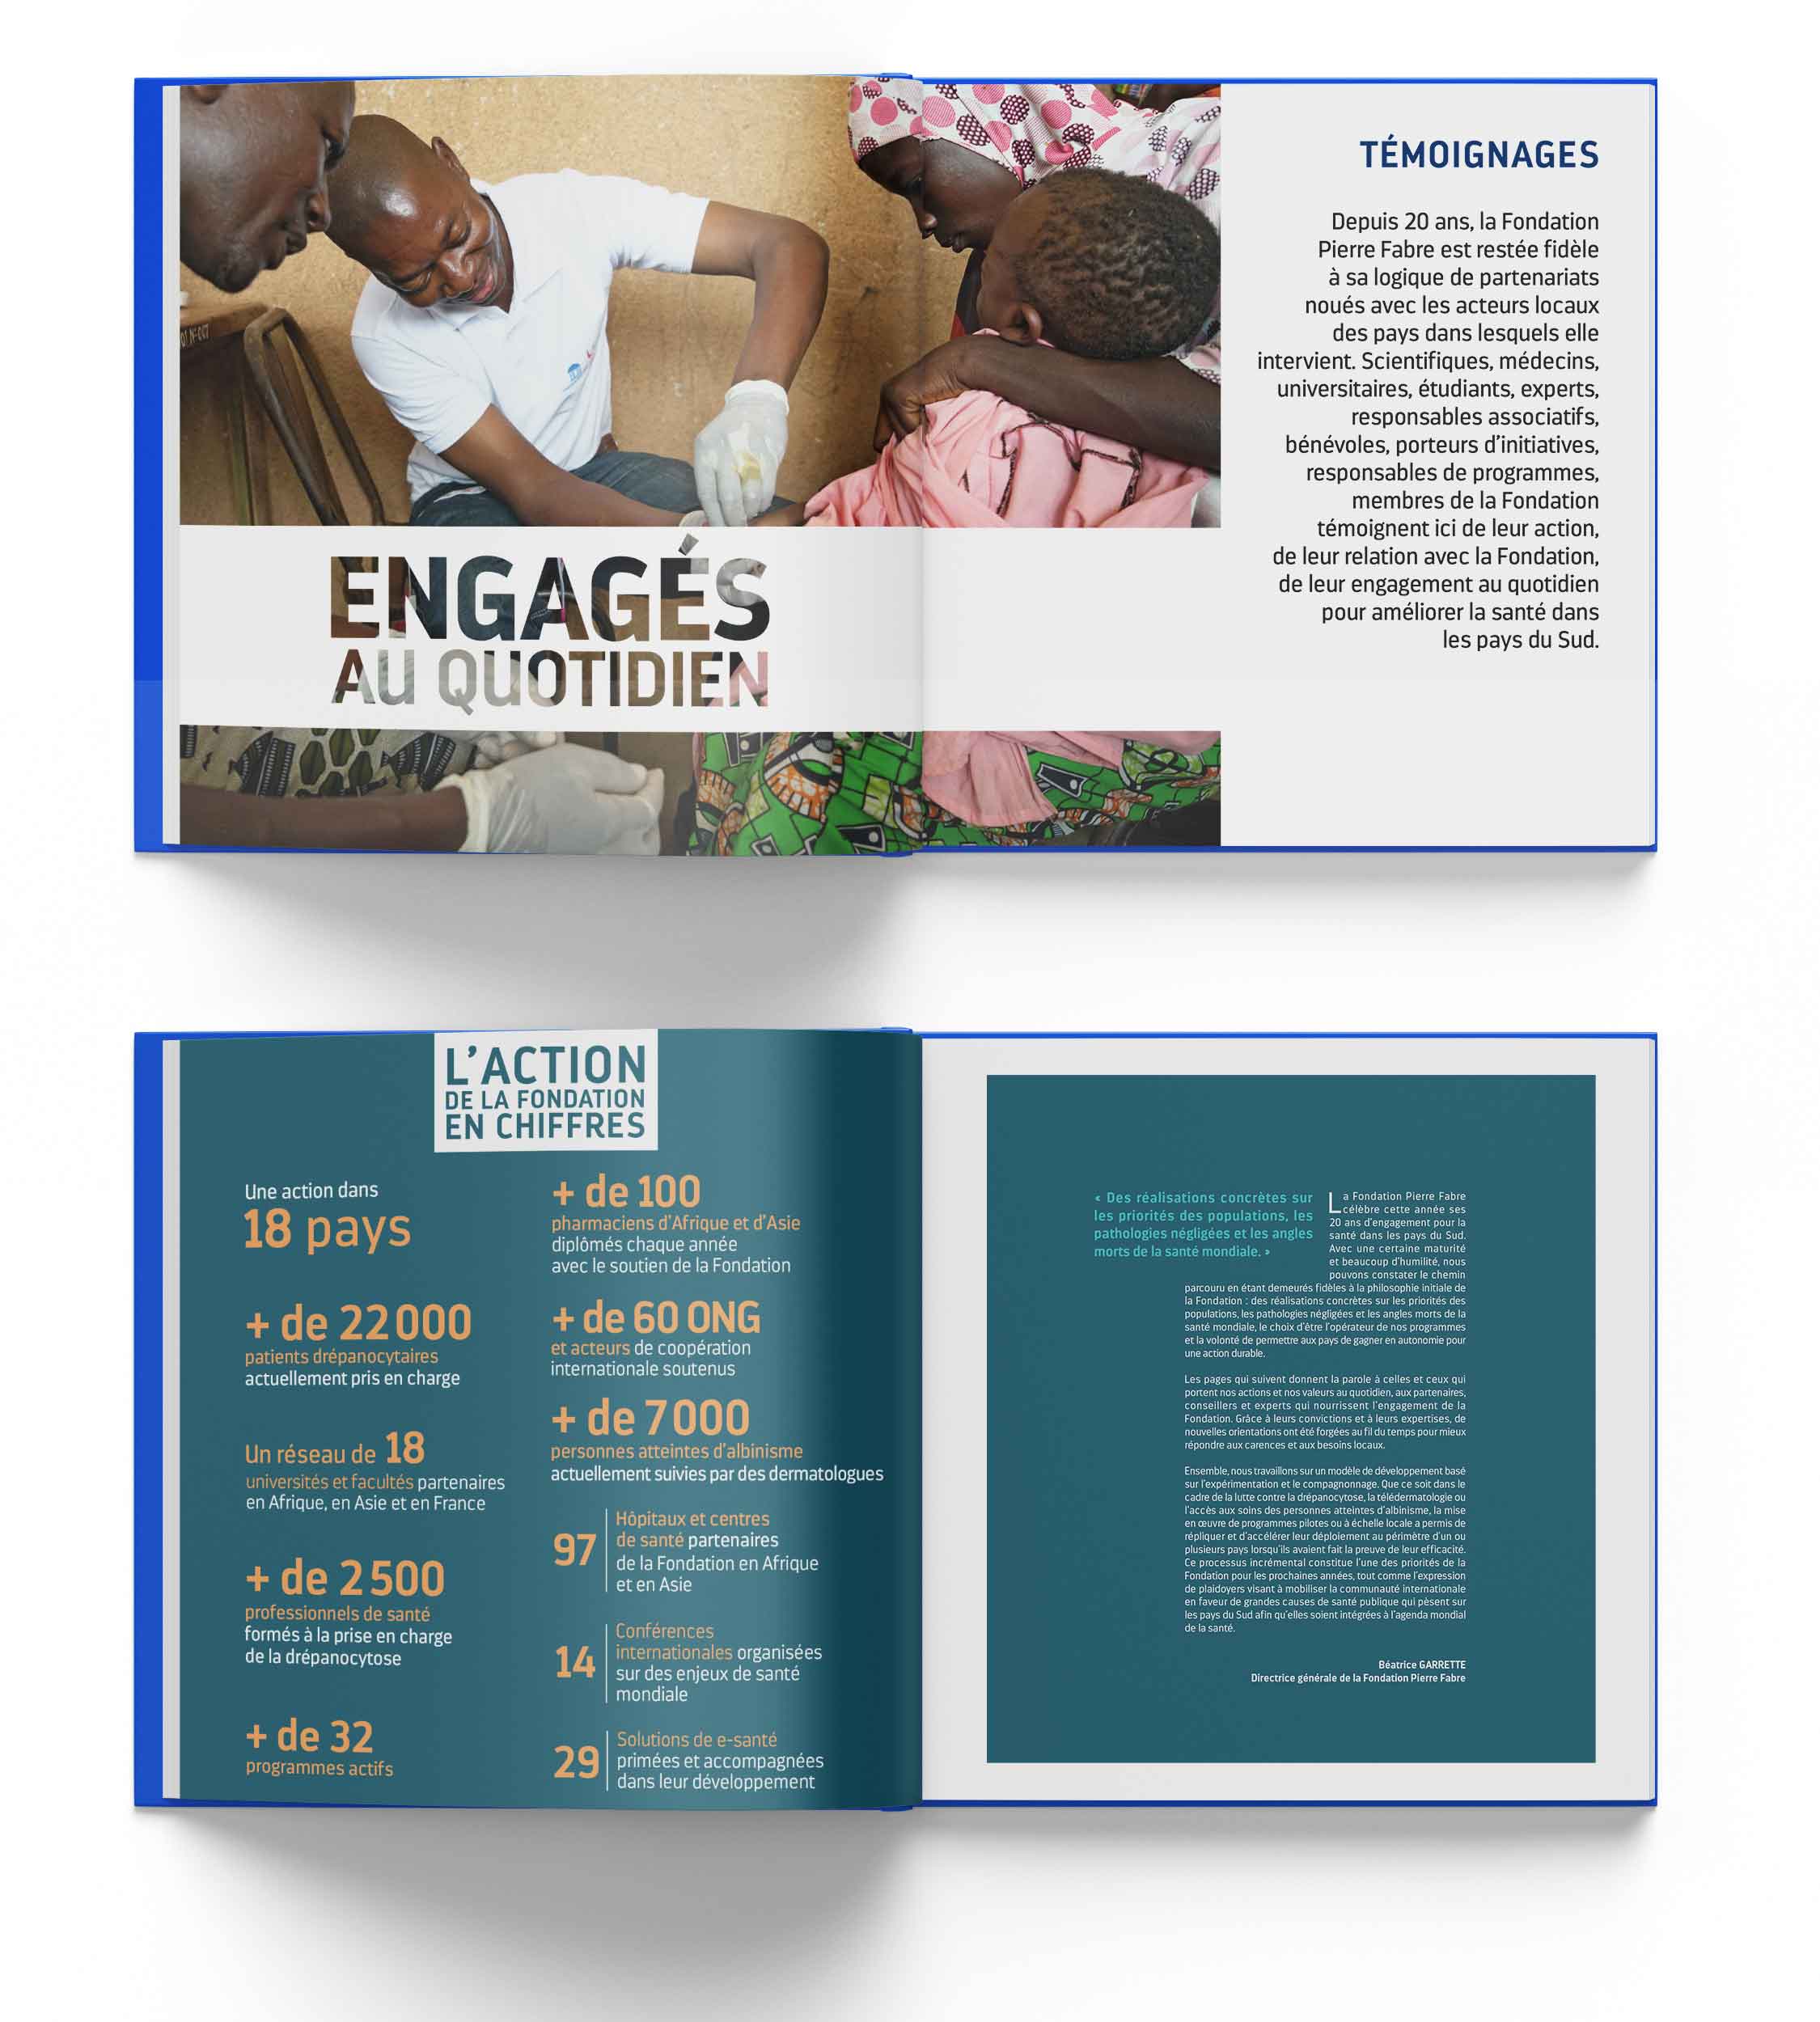 ENGAGÉS
AU QUOTIDIEN
TÉMOIGNAGES
Depuis 20 ans, la Fondation
Pierre Fabre est restée fidèle
à sa logique de partenariats
noués avec les acteurs locaux
des pays dans lesquels elle
intervient. Scientifiques, médecins,
universitaires, étudiants, experts,
responsables associatifs,
bénévoles, porteurs d'initiatives,
responsables de programmes,
membres de la Fondation
témoignent ici de leur action,
de leur relation avec la Fondation,
de leur engagement au quotidien
pour améliorer la santé dans
les pays du Sud.
L'ACTION
DE LA FONDATION
EN CHIFFRES
Une action dans
18 pays
+ de 22 000
patients drépanocytaires
actuellement pris en charge
Un réseau de 18
universités et facultés partenaires
en Afrique, en Asie et en France
+ de 2 500
professionnels de santé
formés à la prise en charge
de la drépanocytose
+ de 32
programmes actifs
+ de 100
pharmaciens d'Afrique et d'Asie
diplômés chaque année
avec le soutien de la Fondation
+ de 60 ONG
et acteurs de coopération
internationale soutenus
+ de 7 000
personnes atteintes d'albinisme
actuellement suivies par des dermatologues
97
Hôpitaux et centres
de santé partenaires
de la Fondation en Afrique
et en Asie
14
Conférences
internationales organisées
sur des enjeux de santé
mondiale
29
Solutions de e-santé
primées et accompagnées
dans leur développement
« Des réalisations concrètes sur
les priorités des populations, les
pathologies négligées et les angles
morts de la santé mondiale. »
La Fondation Pierre Fabre
célèbre cette année ses
20 ans d'engagement pour la
santé dans les pays du Sud.
Avec une certaine maturité
et beaucoup d'humilité, nous
pouvons constater le chemin
parcouru en étant demeurés fidèles à la philosophie initiale de
la Fondation : des réalisations concrètes sur les priorités des
populations, les pathologies négligées et les angles morts de la
santé mondiale, le choix d'être l'opérateur de nos programmes
et la volonté de permettre aux pays de gagner en autonomie pour
une action durable.
Les pages qui suivent donnent la parole à celles et ceux qui
portent nos actions et nos valeurs au quotidien, aux partenaires,
conseillers et experts qui nourrissent l'engagement de la
Fondation. Grâce à leurs convictions et à leurs expertises, de
nouvelles orientations ont été forgées au fil du temps pour mieux
répondre aux carences et aux besoins locaux.
Ensemble, nous travaillons sur un modèle de développement basé
sur l'expérimentation et le compagnonnage. Que ce soit dans le
cadre de la lutte contre la drépanocytose, la télédermatologie ou
l'accès aux soins des personnes atteintes d'albinisme, la mise
en œuvre de programmes pilotes ou à échelle locale a permis de
répliquer et d'accélérer leur déploiement au périmètre d'un ou
plusieurs pays lorsqu'ils avaient fait la preuve de leur efficacité.
Ce processus incrémental constitue l'une des priorités de la
Fondation pour les prochaines années, tout comme l'expression
de plaidoyers visant à mobiliser la communauté internationale
en faveur de grandes causes de santé publique qui pèsent sur
les pays du Sud afin qu'elles soient intégrées à l'agenda mondial
de la santé.
Béatrice GARRETTE
Directrice générale de la Fondation Pierre Fabre